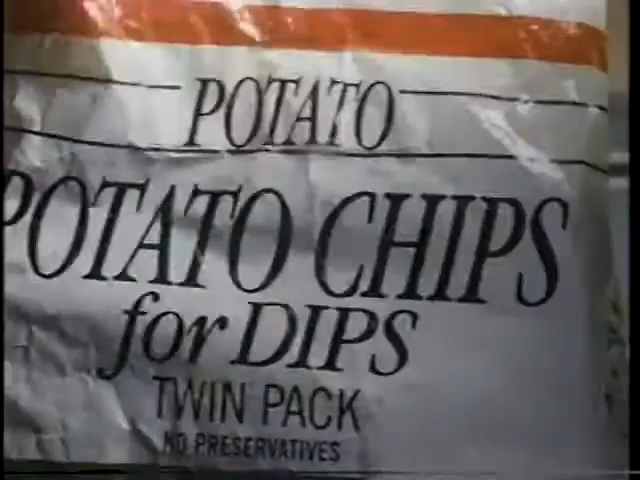 POTATO
POTATO CHIPS
for DIPS
TWIN PACK
NO PRESERVATIVES